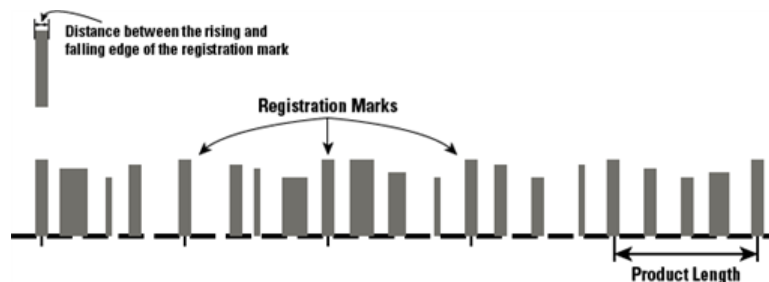 Distance between the rising and
falling edge of the registration mark
Registration Marks
Product Length